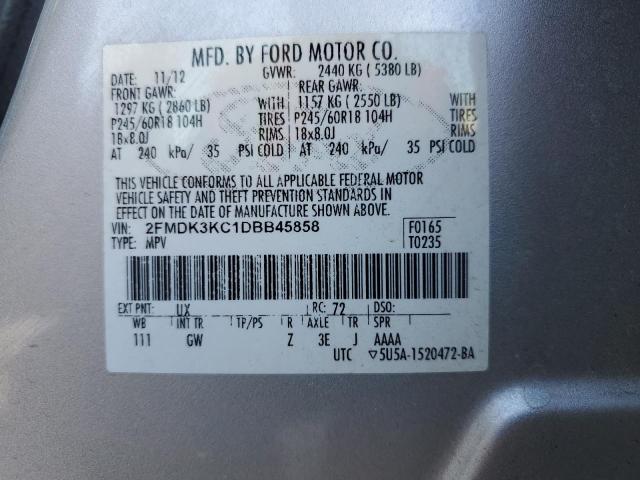 MFD. BY FORD MOTOR CO.
DATE: 11/12 GVWR: 2440 KG ( 5380 LB)
FRONT GAWR: REAR GAWR:
1297 KG ( 2860 LB) WITH 1157 KG ( 2550 LB) WITH
P245/60R18 104H TIRES P245/60R18 104H TIRES
18x8.0J RIMS 18x8.0J RIMS
AT 240 kPa/ 35 PSI COLD AT 240 kPa/ 35 PSI COLD
THIS VEHICLE CONFORMS TO ALL APPLICABLE FEDERAL MOTOR
VEHICLE SAFETY AND THEFT PREVENTION STANDARDS IN
EFFECT ON THE DATE OF MANUFACTURE SHOWN ABOVE.
VIN: 2FMDK3KC1DBB45858 F0165
TYPE: MPV T0235
EXT PNT: UX RC: 72 DSO:
WB INT TR TP/PS R AXLE TR SPR
111 GW Z 3E J AAAA
UTC ▽5U5A-1520472-BA